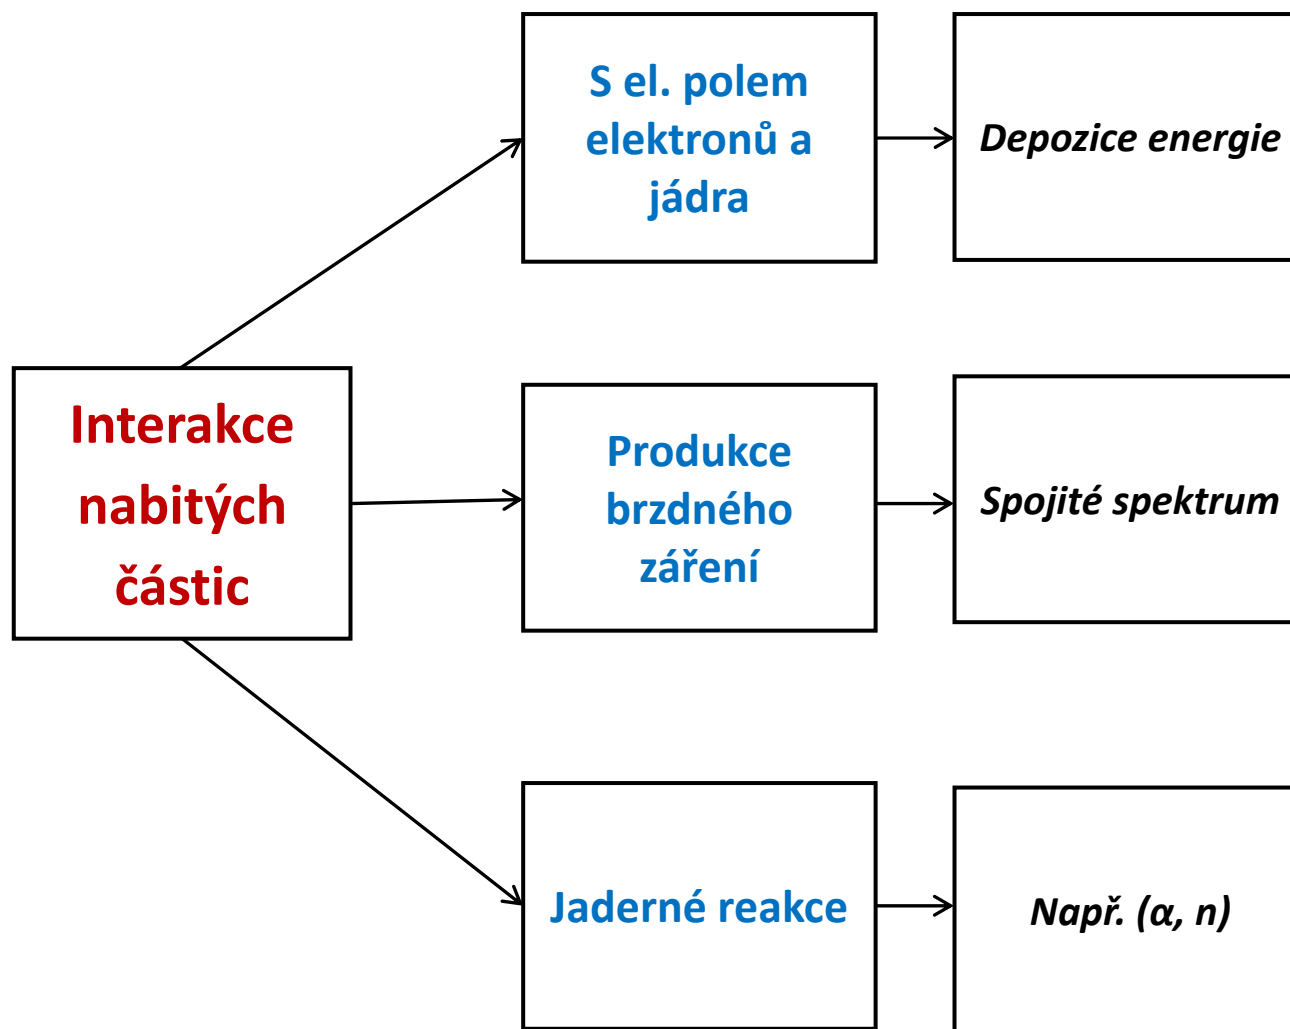 S el. polem
elektronů a
jádra
Depozice energie
Interakce
nabitých
částic
Produkce
brzdného
záření
Spojité spektrum
Jaderné reakce
Např. (α, n)